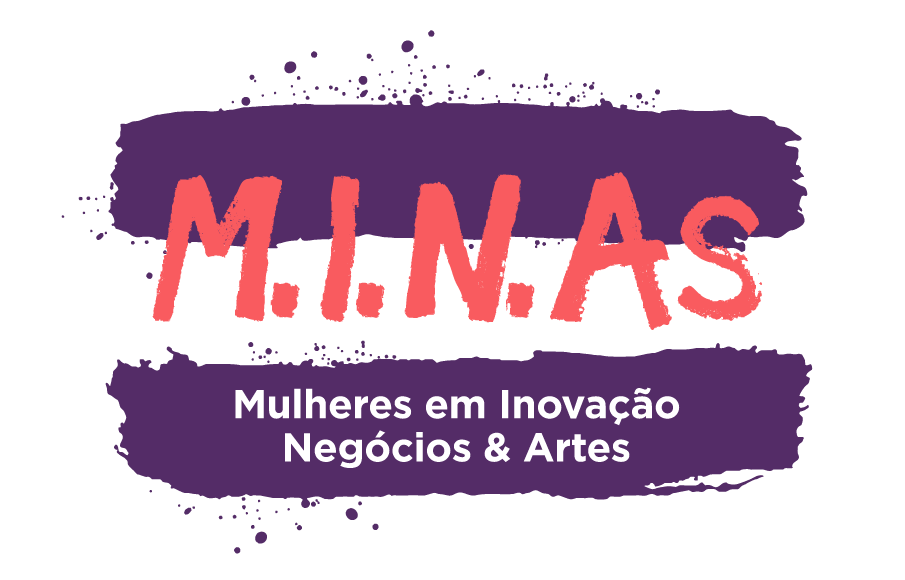 M.I.N.As
Mulheres em Inovação
Negócios & Artes